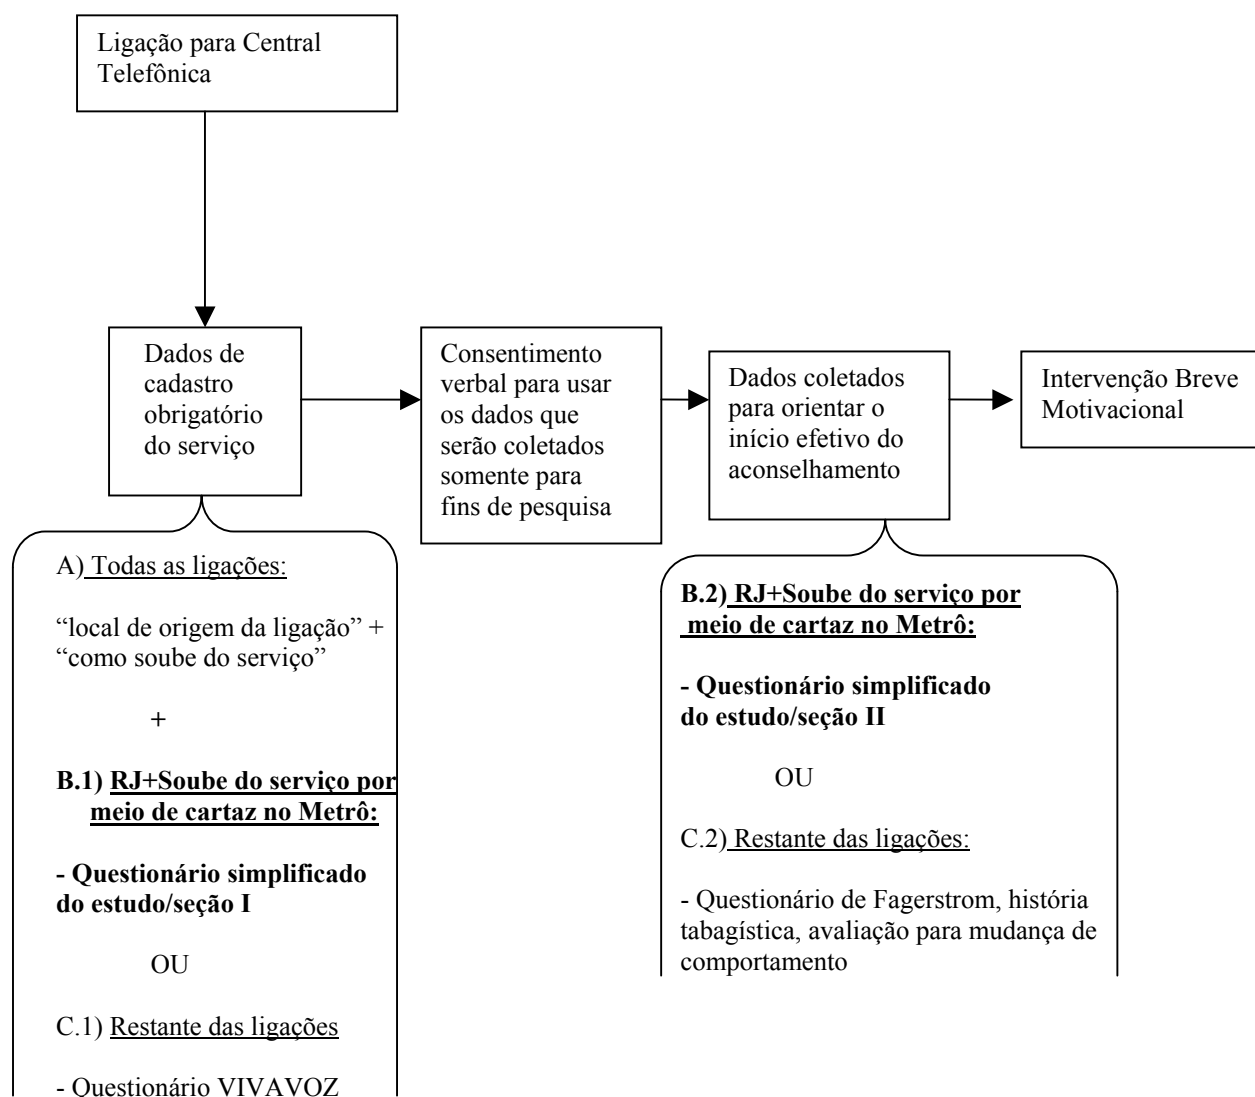 Ligação para Central
Telefônica
Dados de
cadastro
obrigatório
do serviço
Consentimento
verbal para usar
os dados que
serão coletados
somente para
fins de pesquisa
Dados coletados
para orientar o
início efetivo do
aconselhamento
Intervenção Breve
Motivacional
A) Todas as ligações:
“local de origem da ligação” +
“como soube do serviço”
+
B.1) RJ+Soube do serviço por
meio de cartaz no Metrô:
- Questionário simplificado
do estudo/seção I
OU
C.1) Restante das ligações
- Questionário VIVAVOZ
B.2) RJ+Soube do serviço por
meio de cartaz no Metrô:
- Questionário simplificado
do estudo/seção II
OU
C.2) Restante das ligações:
- Questionário de Fagerstrom, história
tabagística, avaliação para mudança de
comportamento